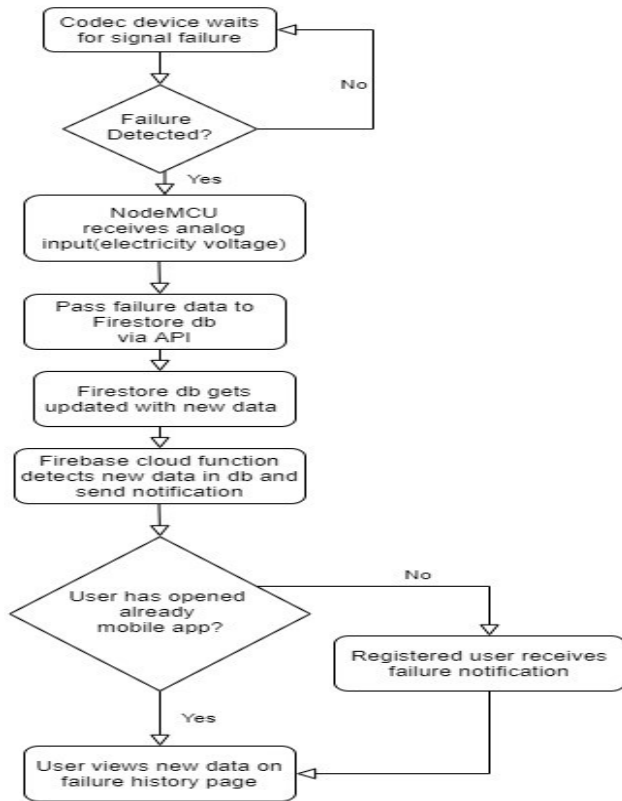 Codec device waits
for signal failure
No
Failure
Detected?
Yes
NodeMCU
receives analog
input(electricity voltage)
Pass failure data to
Firestore db
via API
Firestore db gets
updated with new data
Firebase cloud function
detects new data in db and
send notification
No
User has opened
already
mobile app?
Registered user receives
failure notification
Yes
User views new data on
failure history page